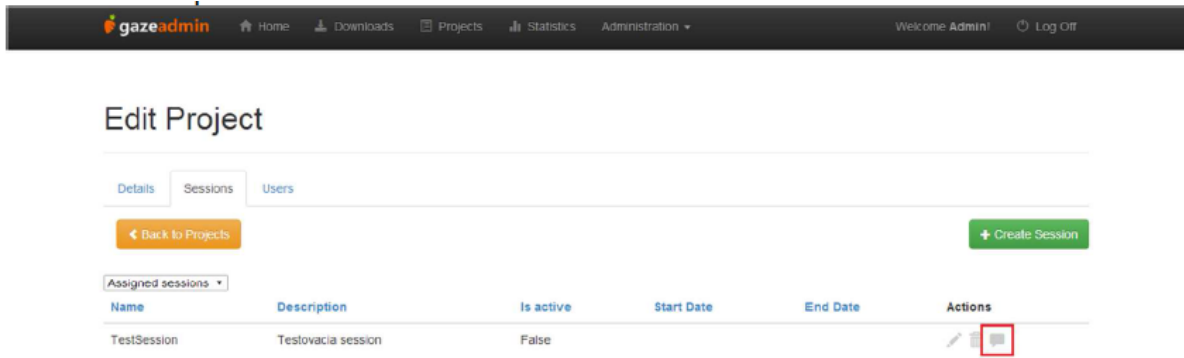 gazeadmin Home Downloads Projects Statistics Administration Welcome Admin! Log Off
Edit Project
Details Sessions Users
Back to Projects + Create Session
Assigned sessions
Name Description Is active Start Date End Date Actions
TestSession Testovacia session False